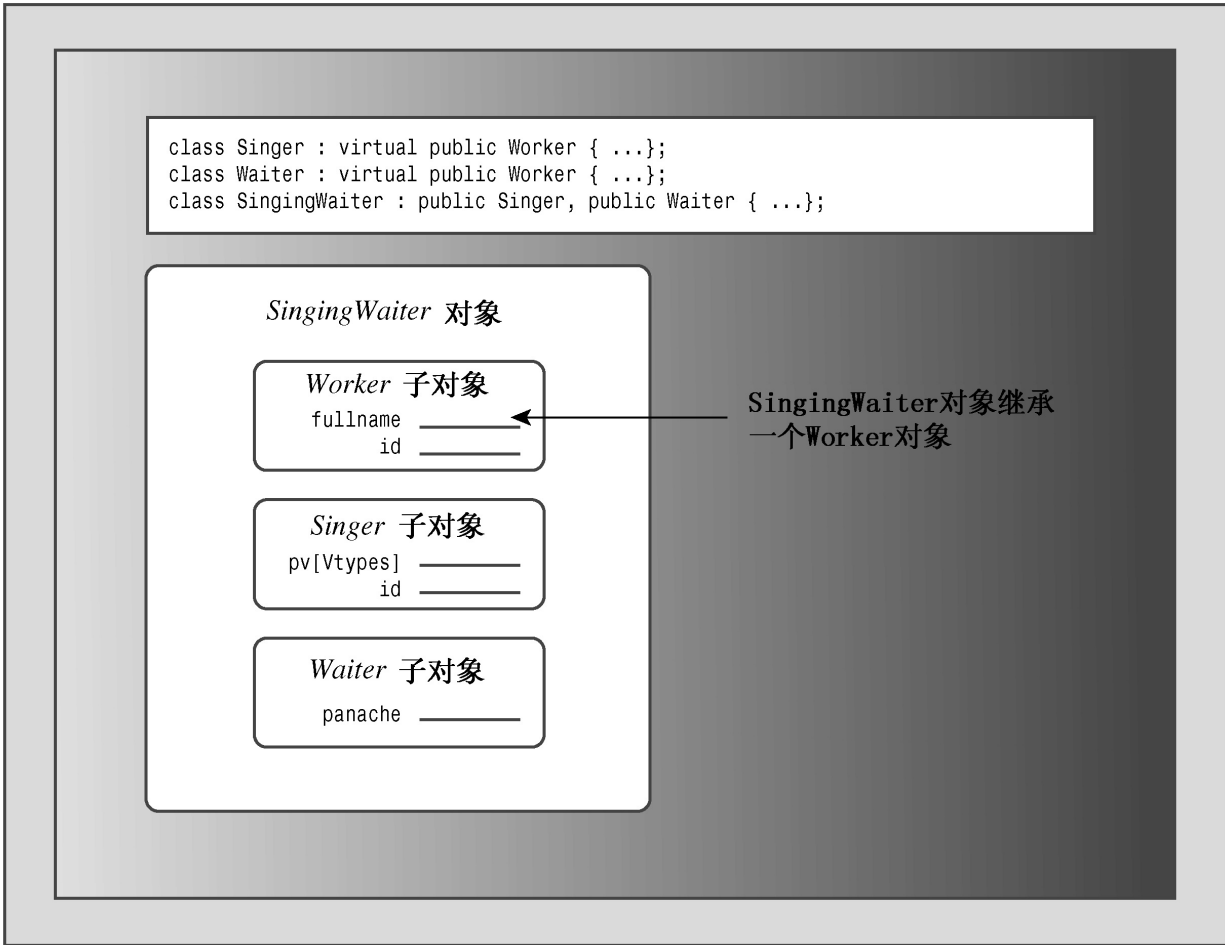 class Singer : virtual public Worker { ...};
class Waiter : virtual public Worker { ...};
class SingingWaiter : public Singer, public Waiter { ...};
SingingWaiter 对象
Worker 子对象
fullname
id
SingingWaiter对象继承
一个Worker对象
Singer 子对象
pv[Vtypes]
id
Waiter 子对象
panache